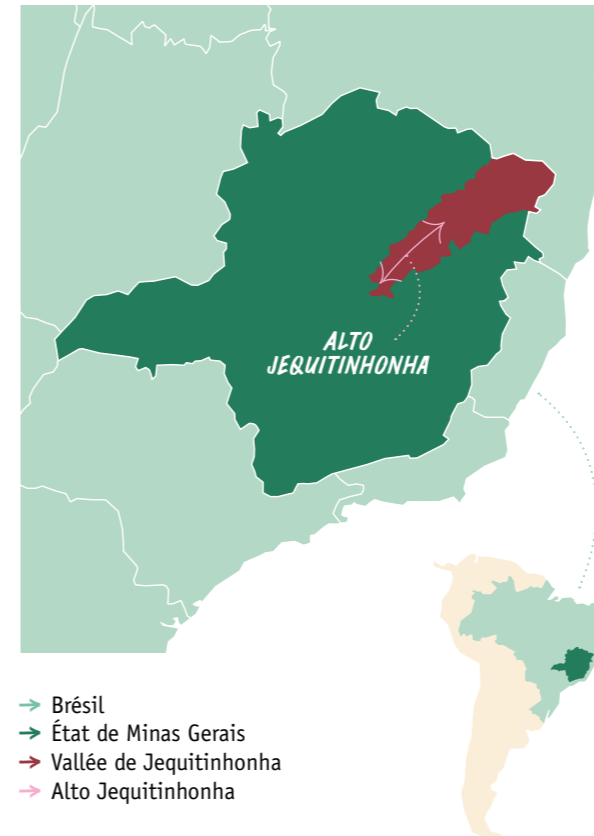 ALTO
JEQUITINHONHA
Brésil
État de Minas Gerais
Vallée de Jequitinhonha
Alto Jequitinhonha